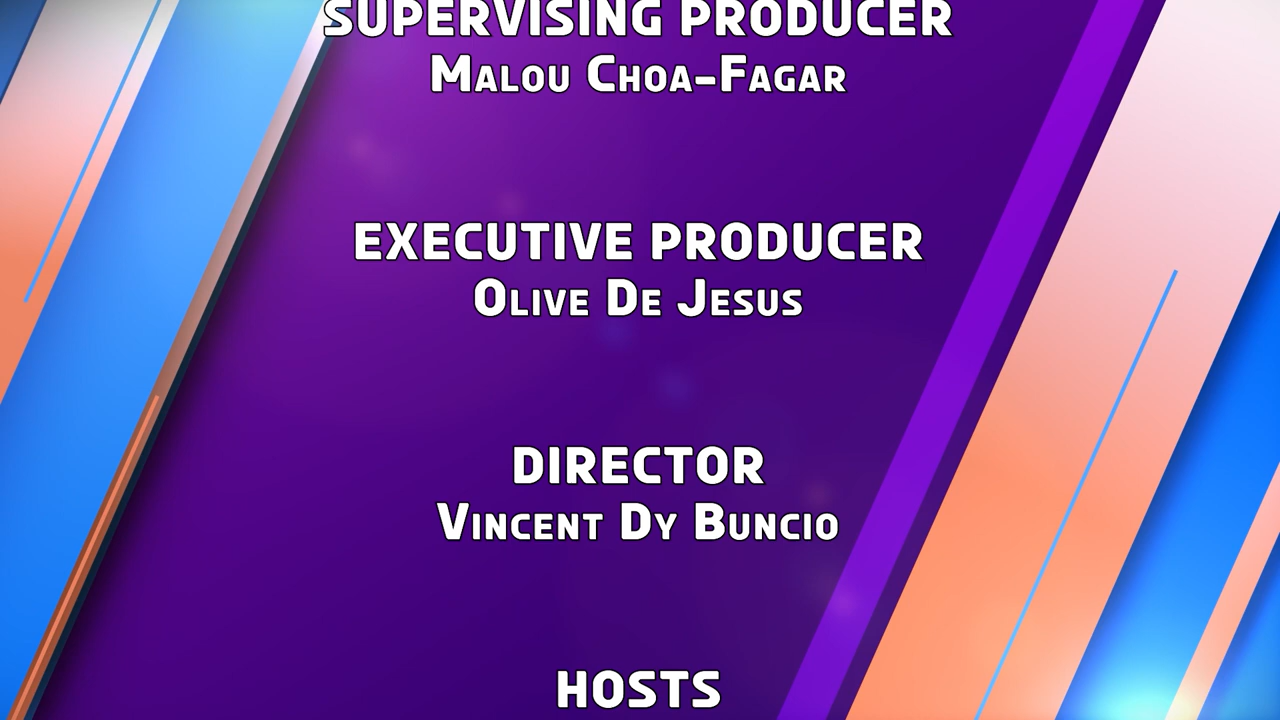 SUPERVISING PRODUCER
Malou Choa-Fagar
EXECUTIVE PRODUCER
Olive De Jesus
DIRECTOR
Vincent Dy Buncio
HOSTS